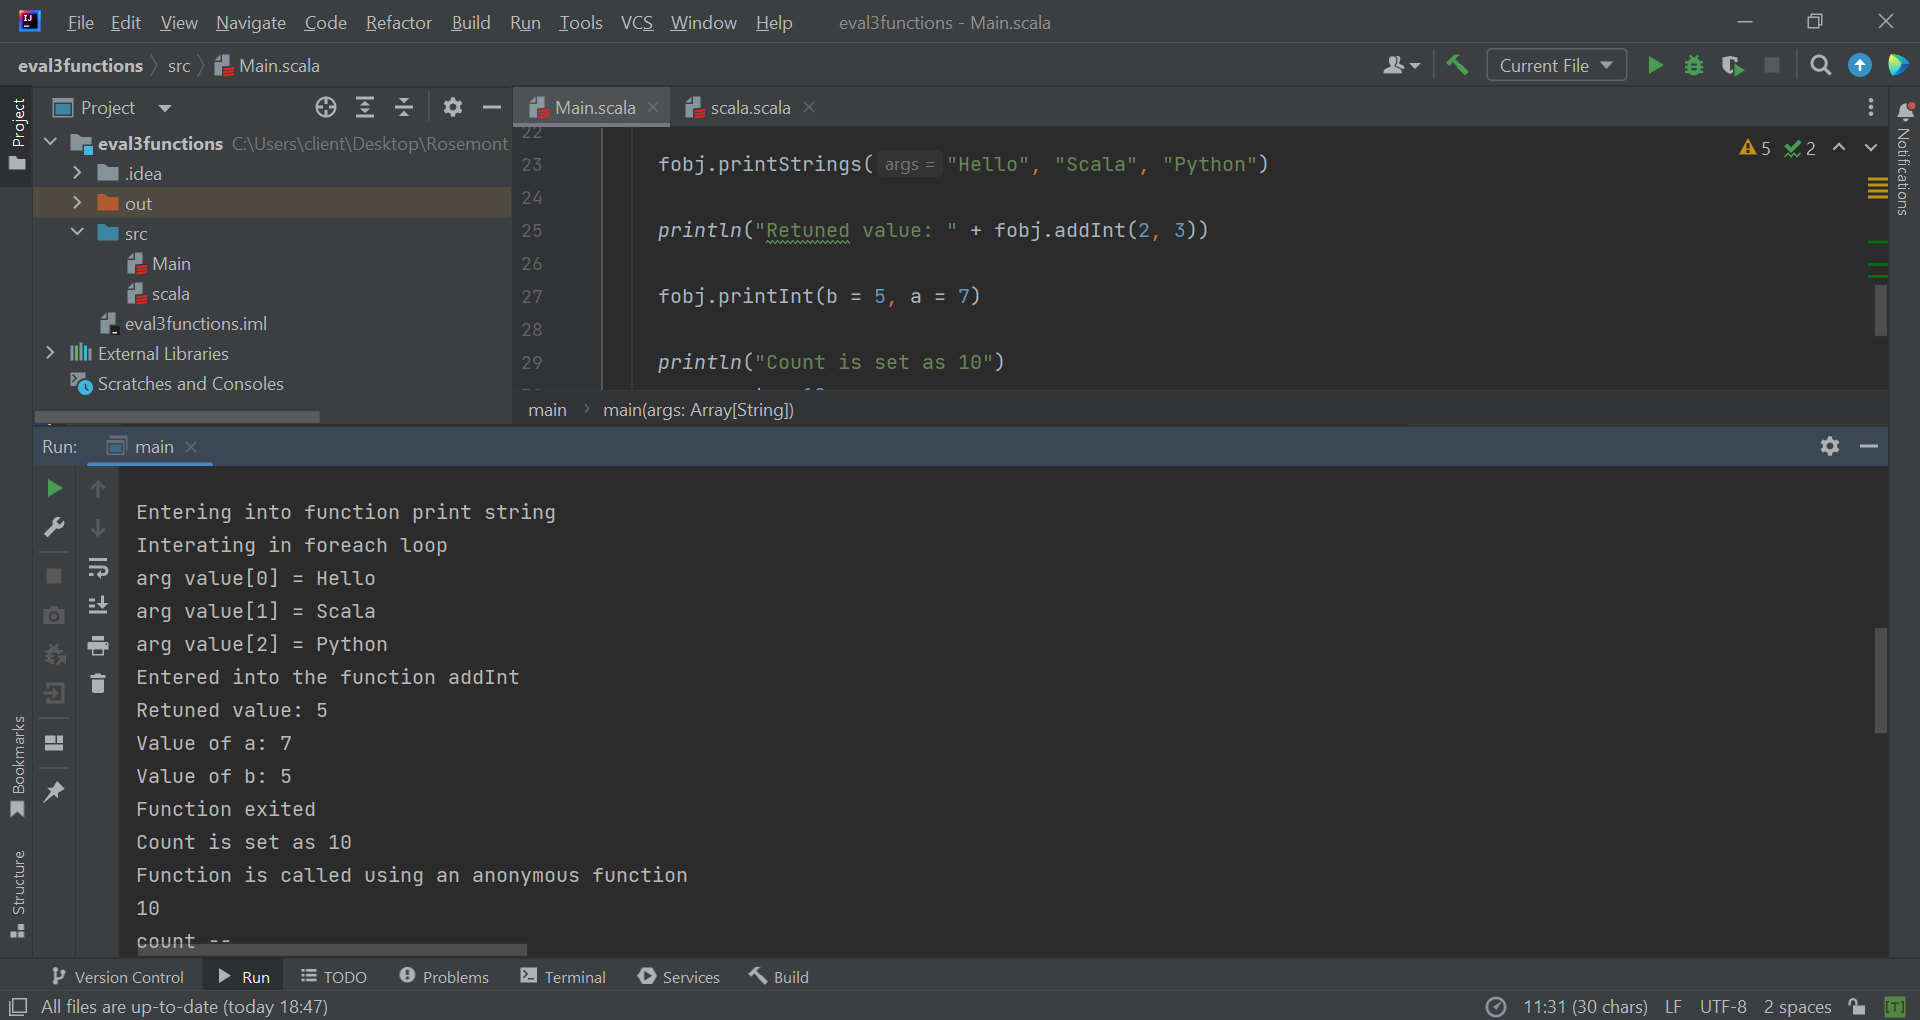 File Edit View Navigate Code Refactor Build Run Tools VCS Window Help eval3functions - Main.scala
eval3functions src Main.scala Current File
Project Project Main.scala scala.scala
eval3functions C:\Users\client\Desktop\Rosemont
.idea
out
src
Main
scala
eval3functions.iml
External Libraries
Scratches and Consoles
22
23 fobj.printStrings( args = "Hello", "Scala", "Python")
24
25 println("Retuned value: " + fobj.addInt(2, 3))
26
27 fobj.printInt(b = 5, a = 7)
28
29 println("Count is set as 10")
5 2
Notifications
main main(args: Array[String])
Run: main
Entering into function print string
Interating in foreach loop
arg value[0] = Hello
arg value[1] = Scala
arg value[2] = Python
Entered into the function addInt
Retuned value: 5
Value of a: 7
Value of b: 5
Function exited
Count is set as 10
Function is called using an anonymous function
10
count --
Bookmarks
Structure
Version Control Run TODO Problems Terminal Services Build
All files are up-to-date (today 18:47) 11:31 (30 chars) LF UTF-8 2 spaces [T]